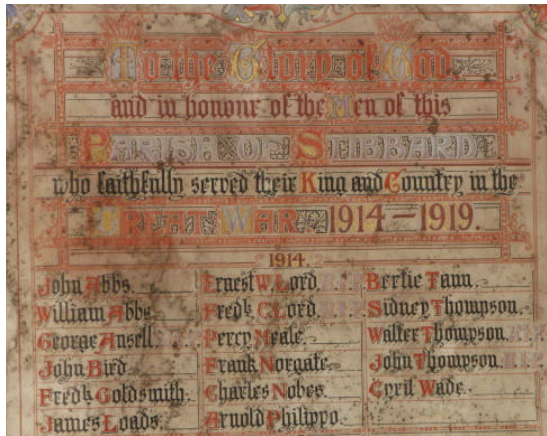 To the Glory of God
and in honour of the Men of this
PARISH OF STIBBARD
who faithfully served their King and Country in the
GREAT WAR 1914–1919.
1914.
John Abbs.
William Abbs
George Ansell. R.I.P.
John Bird.
Fredk Goldsmith.
James Loads.
Ernest W. Lord. R.I.P.
Fredk C. Lord. R.I.P.
Percy Neale.
Frank Norgate.
Charles Nobes.
Arnold Philippo.
Bertie Tann.
Sidney Thompson.
Walter Thompson. R.I.P.
John Thompson. R.I.P.
Cyril Wade.